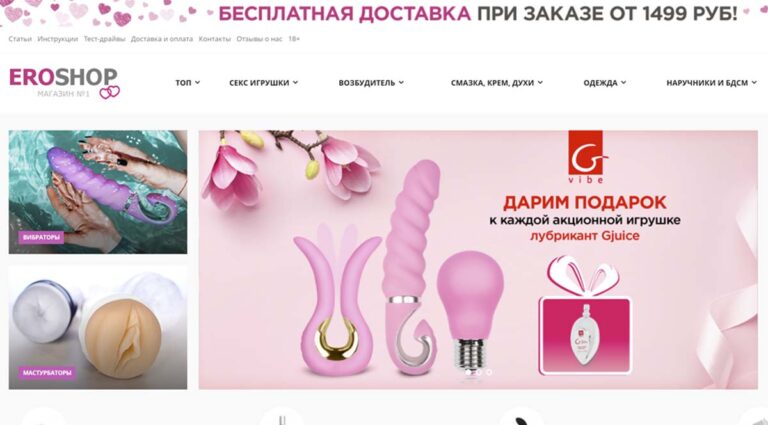 БЕСПЛАТНАЯ ДОСТАВКА ПРИ ЗАКАЗЕ ОТ 1499 РУБ!
Статьи Инструкции Тест-драйвы Доставка и оплата Контакты Отзывы о нас 18+
EROSHOP
МАГАЗИН №1
ТОП СЕКС ИГРУШКИ ВОЗБУДИТЕЛЬ СМАЗКА, КРЕМ, ДУХИ ОДЕЖДА НАРУЧНИКИ И БДСМ
ВИБРАТОРЫ
МАСТУРБАТОРЫ
G
vibe
ДАРИМ ПОДАРОК
к каждой акционной игрушке
лубрикант Gjuice